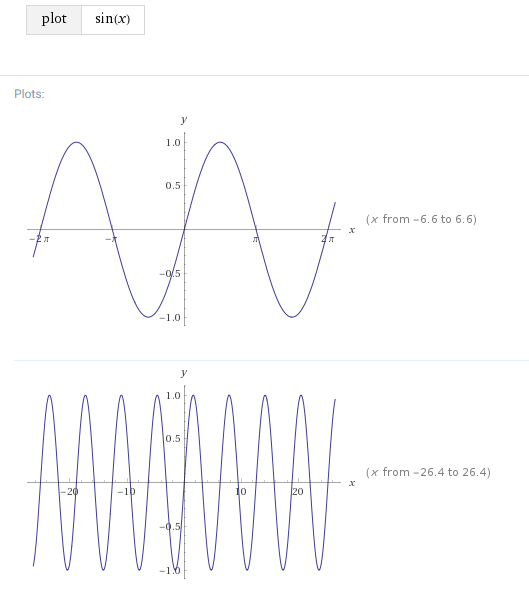 plot sin(x)
Plots:
y
1.0
0.5
−2 π −π π 2 π x
(x from −6.6 to 6.6)
−0.5
−1.0
y
1.0
0.5
−20 −10 10 20 x
(x from −26.4 to 26.4)
−0.5
−1.0